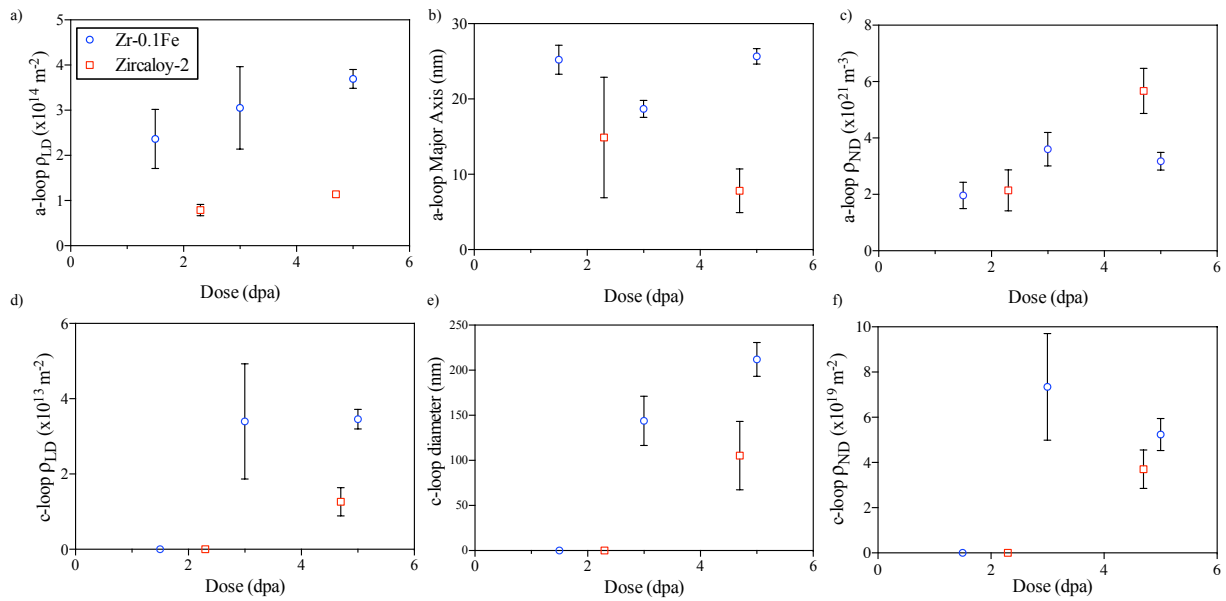 a)
5
4
3
2
1
0
a-loop ρLD (x10^14 m^-2)
Zr-0.1Fe
Zircaloy-2
0 2 4 6
Dose (dpa)
b)
30
20
10
0
a-loop Major Axis (nm)
0 2 4 6
Dose (dpa)
c)
8
6
4
2
0
a-loop ρND (x10^21 m^-3)
0 2 4 6
Dose (dpa)
d)
6
4
2
0
c-loop ρLD (x10^13 m^-2)
0 2 4 6
Dose (dpa)
e)
250
200
150
100
50
0
c-loop diameter (nm)
0 2 4 6
Dose (dpa)
f)
10
8
6
4
2
0
c-loop ρND (x10^19 m^-2)
0 2 4 6
Dose (dpa)